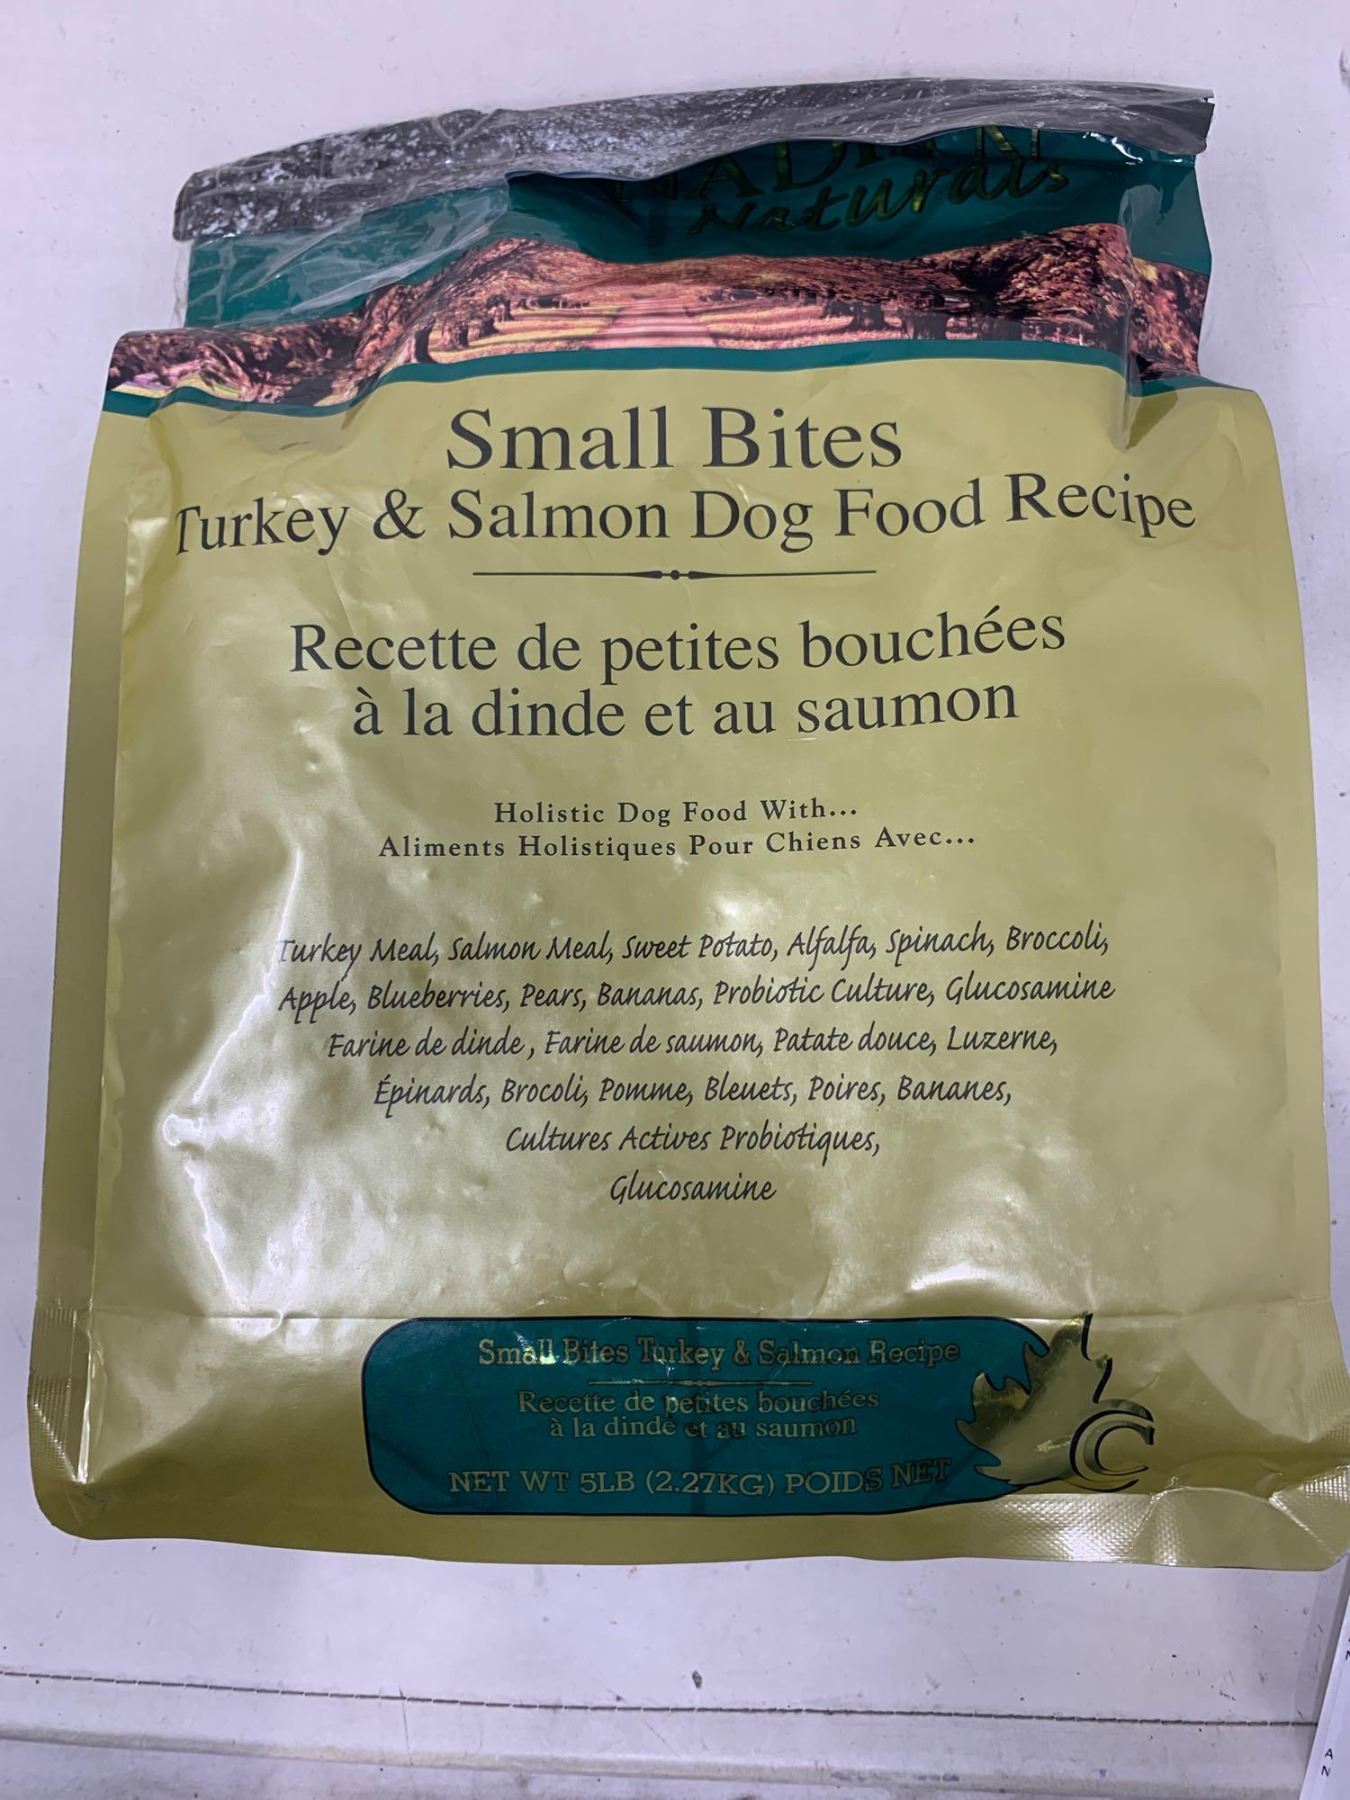 Naturals
Small Bites
Turkey & Salmon Dog Food Recipe
Recette de petites bouchées
à la dinde et au saumon
Holistic Dog Food With...
Aliments Holistiques Pour Chiens Avec...
Turkey Meal, Salmon Meal, Sweet Potato, Alfalfa, Spinach, Broccoli,
Apple, Blueberries, Pears, Bananas, Probiotic Culture, Glucosamine
Farine de dinde, Farine de saumon, Patate douce, Luzerne,
Épinards, Brocoli, Pomme, Bleuets, Poires, Bananes,
Cultures Actives Probiotiques,
Glucosamine
Small Bites Turkey & Salmon Recipe
Recette de petites bouchées
à la dinde et au saumon
NET WT 5LB (2.27KG) POIDS NET
C